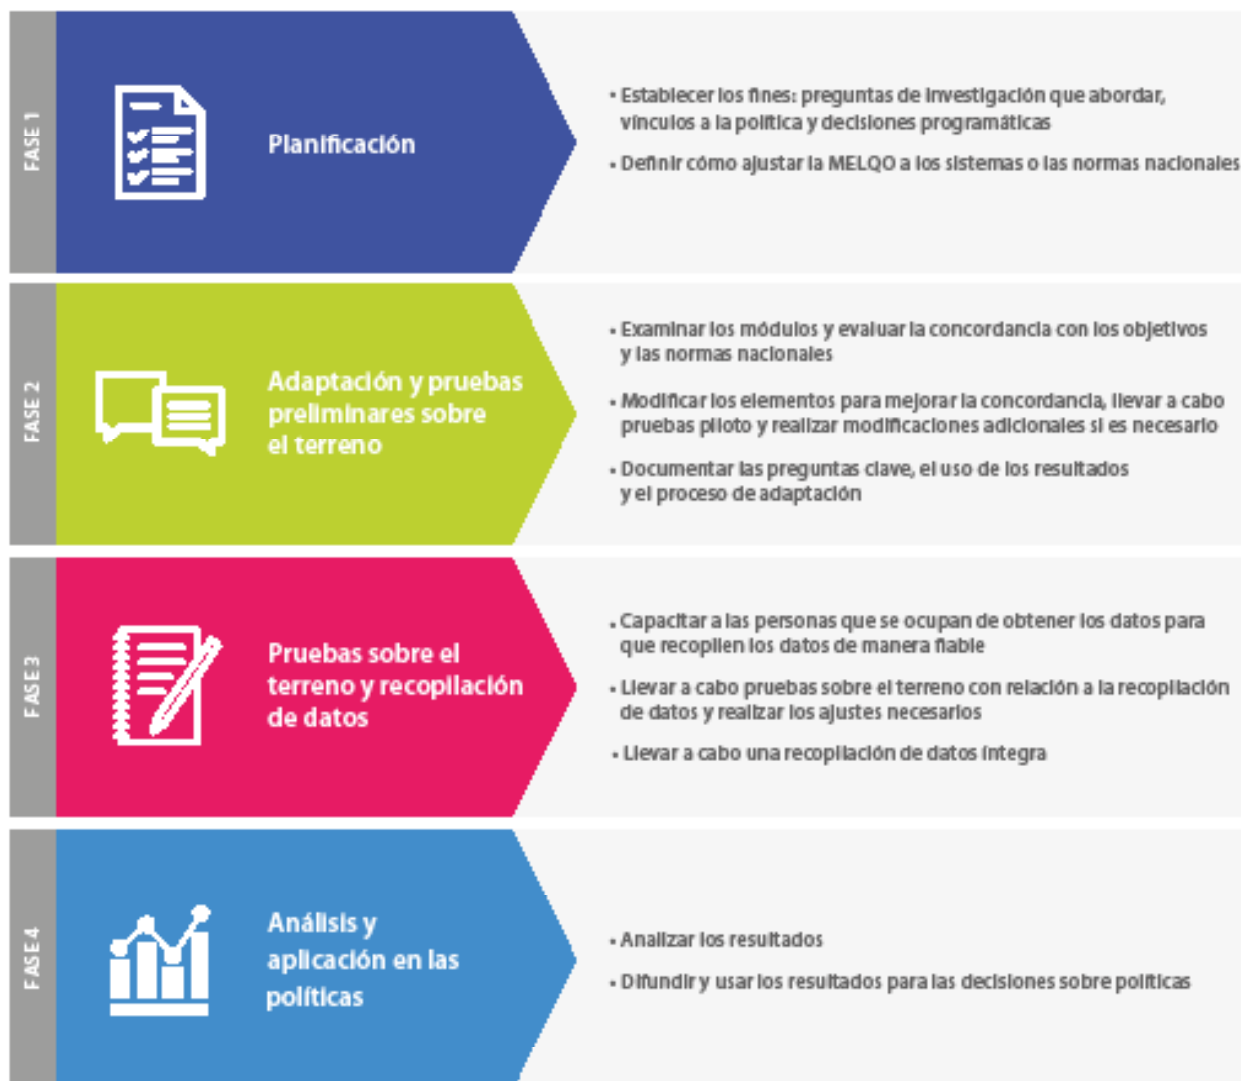 FASE 1
Planificación
• Establecer los fines: preguntas de investigación que abordar,
vínculos a la política y decisiones programáticas
• Definir cómo ajustar la MELQO a los sistemas o las normas nacionales
FASE 2
Adaptación y pruebas
preliminares sobre
el terreno
• Examinar los módulos y evaluar la concordancia con los objetivos
y las normas nacionales
• Modificar los elementos para mejorar la concordancia, llevar a cabo
pruebas piloto y realizar modificaciones adicionales si es necesario
• Documentar las preguntas clave, el uso de los resultados
y el proceso de adaptación
FASE 3
Pruebas sobre el
terreno y recopilación
de datos
• Capacitar a las personas que se ocupan de obtener los datos para
que recopilen los datos de manera fiable
• Llevar a cabo pruebas sobre el terreno con relación a la recopilación
de datos y realizar los ajustes necesarios
• Llevar a cabo una recopilación de datos íntegra
FASE 4
Análisis y
aplicación en las
políticas
• Analizar los resultados
• Difundir y usar los resultados para las decisiones sobre políticas